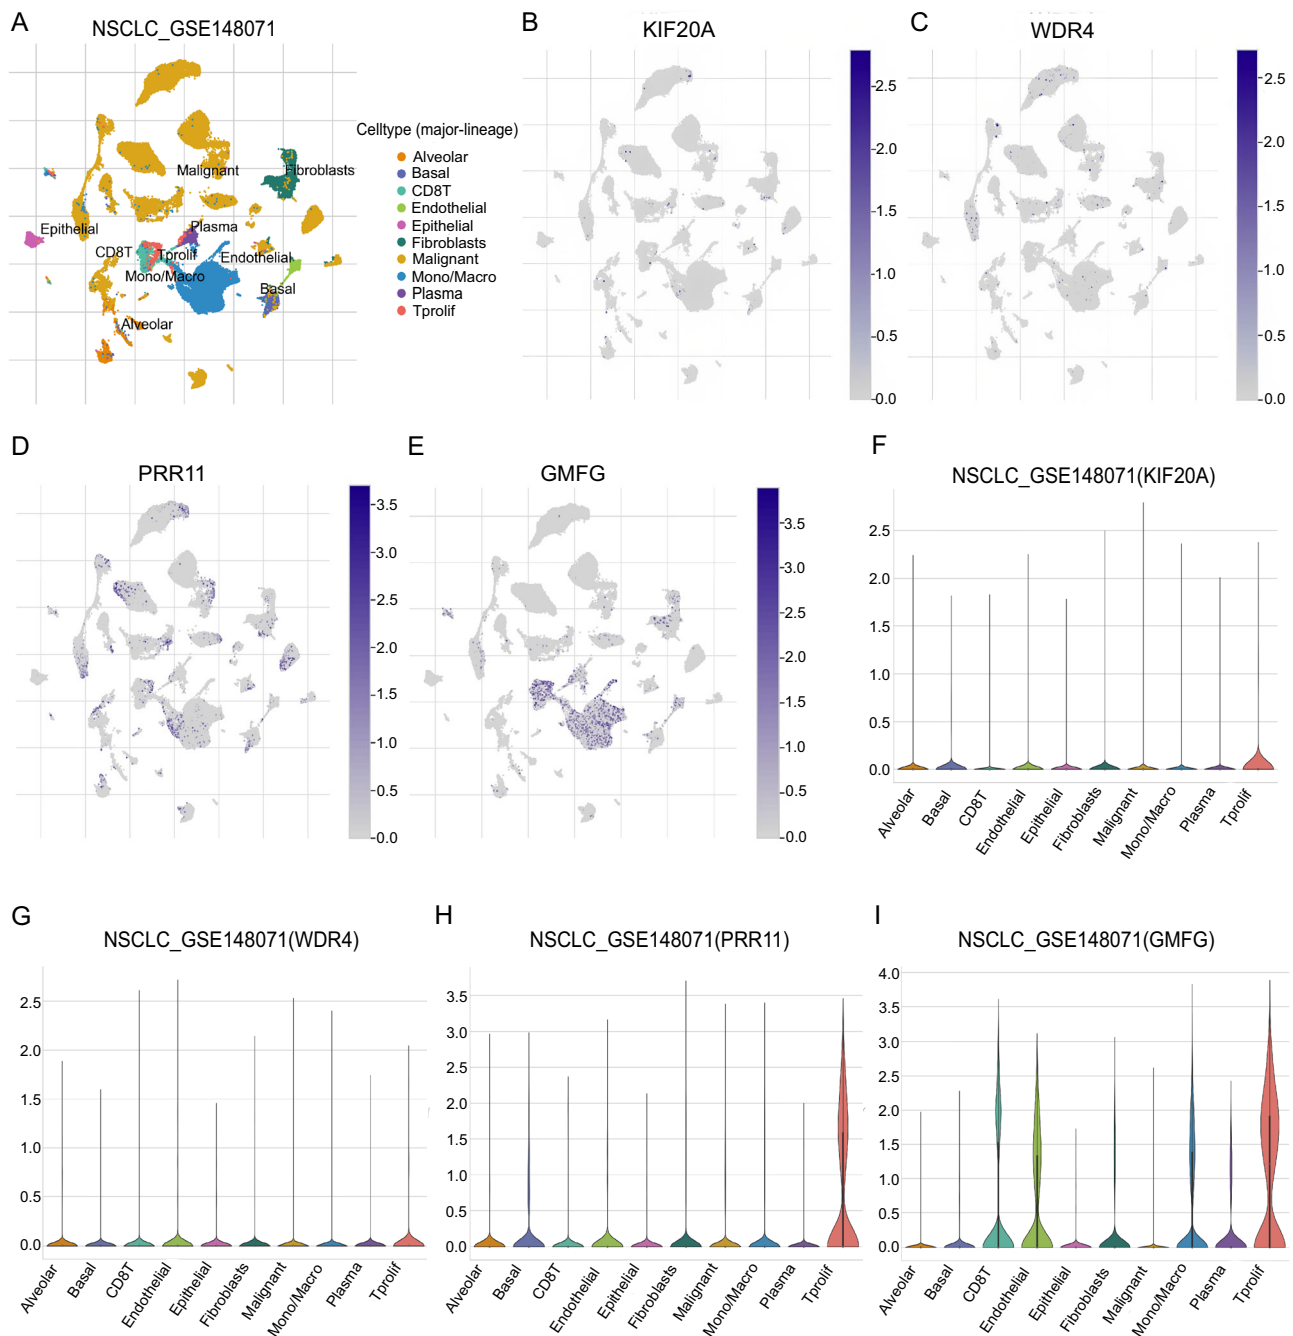 A
NSCLC_GSE148071
Celltype (major-lineage)
Alveolar
Basal
CD8T
Endothelial
Epithelial
Fibroblasts
Malignant
Mono/Macro
Plasma
Tprolif
Malignant
Fibroblasts
Epithelial
Plasma
CD8T
Tprolif
Endothelial
Mono/Macro
Basal
Alveolar
B
KIF20A
2.5
2.0
1.5
1.0
0.5
0.0
C
WDR4
2.5
2.0
1.5
1.0
0.5
0.0
D
PRR11
3.5
3.0
2.5
2.0
1.5
1.0
0.5
0.0
E
GMFG
3.5
3.0
2.5
2.0
1.5
1.0
0.5
0.0
F
NSCLC_GSE148071(KIF20A)
2.5
2.0
1.5
1.0
0.5
0.0
Alveolar
Basal
CD8T
Endothelial
Epithelial
Fibroblasts
Malignant
Mono/Macro
Plasma
Tprolif
G
NSCLC_GSE148071(WDR4)
2.5
2.0
1.5
1.0
0.5
0.0
Alveolar
Basal
CD8T
Endothelial
Epithelial
Fibroblasts
Malignant
Mono/Macro
Plasma
Tprolif
H
NSCLC_GSE148071(PRR11)
3.5
3.0
2.5
2.0
1.5
1.0
0.5
0.0
Alveolar
Basal
CD8T
Endothelial
Epithelial
Fibroblasts
Malignant
Mono/Macro
Plasma
Tprolif
I
NSCLC_GSE148071(GMFG)
4.0
3.5
3.0
2.5
2.0
1.5
1.0
0.5
0.0
Alveolar
Basal
CD8T
Endothelial
Epithelial
Fibroblasts
Malignant
Mono/Macro
Plasma
Tprolif